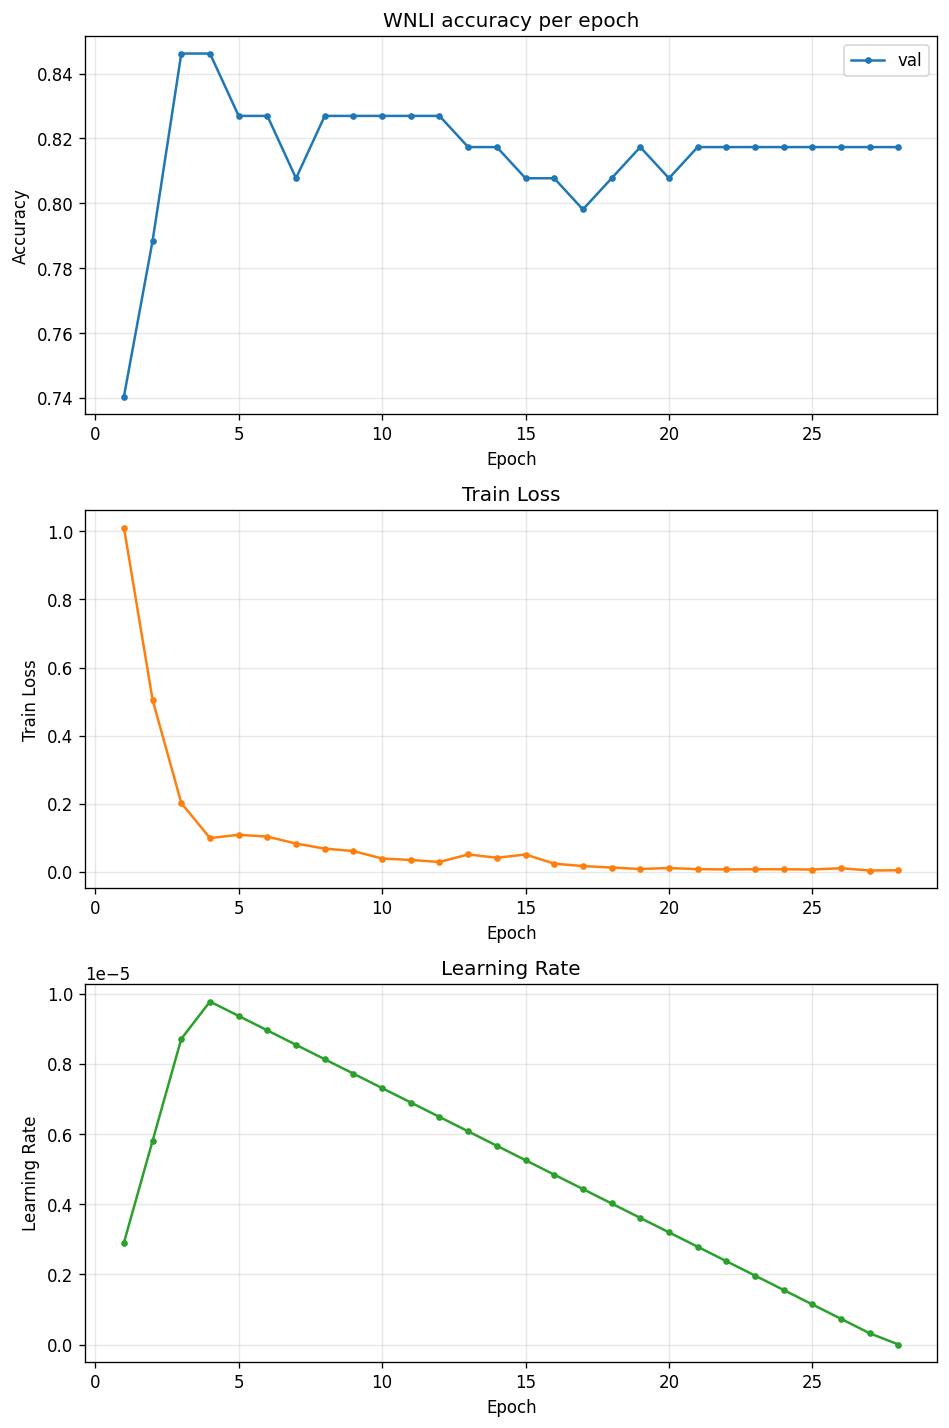 WNLI accuracy per epoch
val
0.84
0.82
0.80
0.78
0.76
0.74
Accuracy
0 5 10 15 20 25
Epoch
Train Loss
1.0
0.8
0.6
0.4
0.2
0.0
Train Loss
0 5 10 15 20 25
Epoch
Learning Rate
1e−5
1.0
0.8
0.6
0.4
0.2
0.0
Learning Rate
0 5 10 15 20 25
Epoch